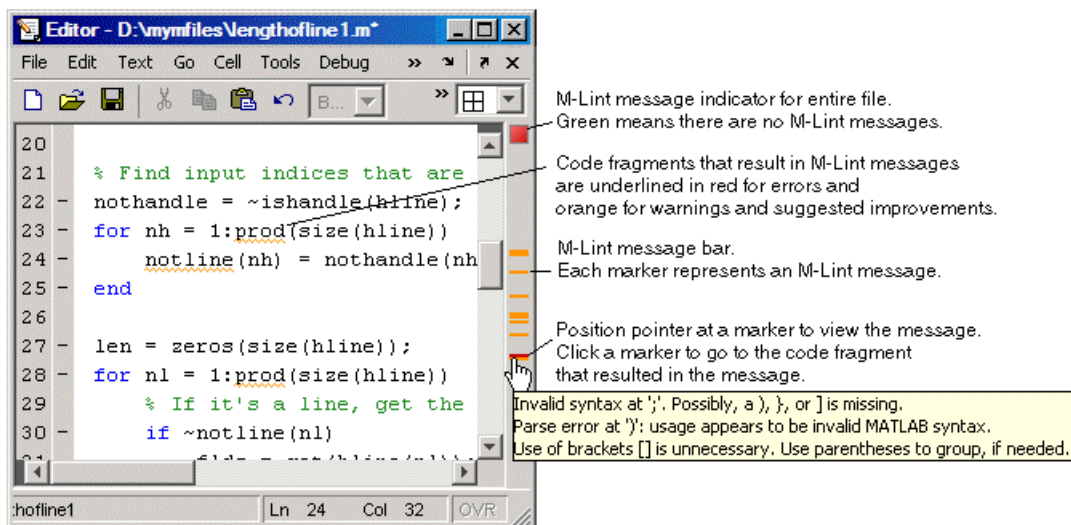 Editor - D:\mymfiles\lengthofline1.m*
File Edit Text Go Cell Tools Debug »
B... »
20
21 % Find input indices that are
22 - nothandle = ~ishandle(hline);
23 - for nh = 1:prod(size(hline))
24 - notline(nh) = nothandle(nh
25 - end
26
27 - len = zeros(size(hline));
28 - for nl = 1:prod(size(hline))
29 % If it's a line, get the
30 - if ~notline(nl)
:hofline1 Ln 24 Col 32 OVR
M-Lint message indicator for entire file.
Green means there are no M-Lint messages.
Code fragments that result in M-Lint messages
are underlined in red for errors and
orange for warnings and suggested improvements.
M-Lint message bar.
Each marker represents an M-Lint message.
Position pointer at a marker to view the message.
Click a marker to go to the code fragment
that resulted in the message.
Invalid syntax at ';'. Possibly, a ), }, or ] is missing.
Parse error at ')': usage appears to be invalid MATLAB syntax.
Use of brackets [] is unnecessary. Use parentheses to group, if needed.